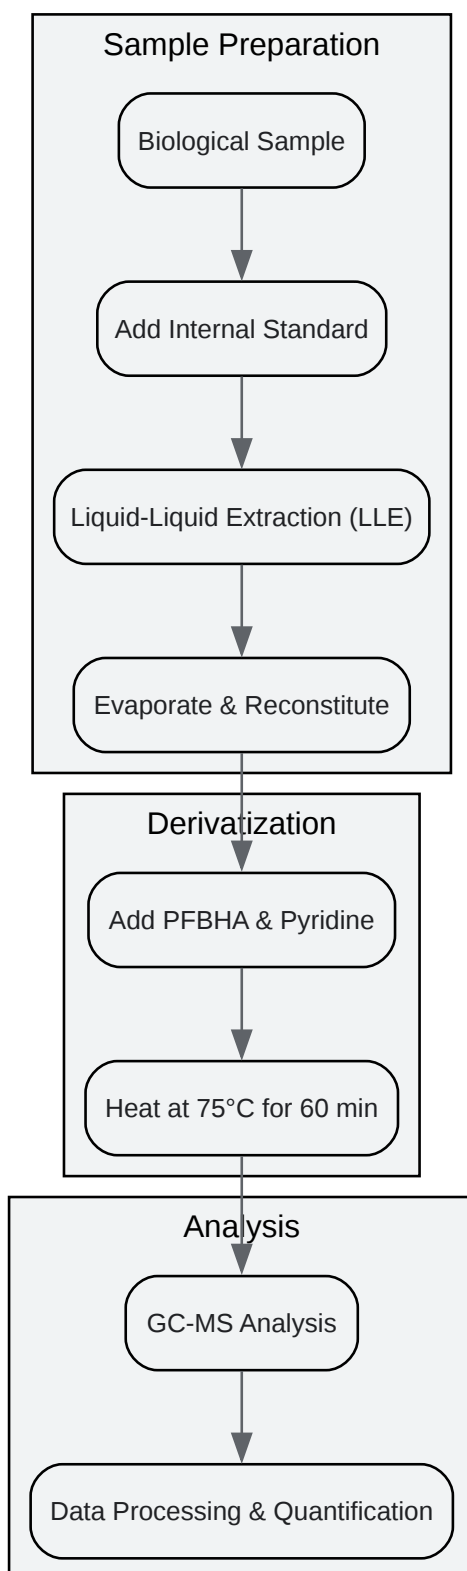 Sample Preparation
Biological Sample
Add Internal Standard
Liquid-Liquid Extraction (LLE)
Evaporate & Reconstitute
Derivatization
Add PFBHA & Pyridine
Heat at 75°C for 60 min
Analysis
GC-MS Analysis
Data Processing & Quantification